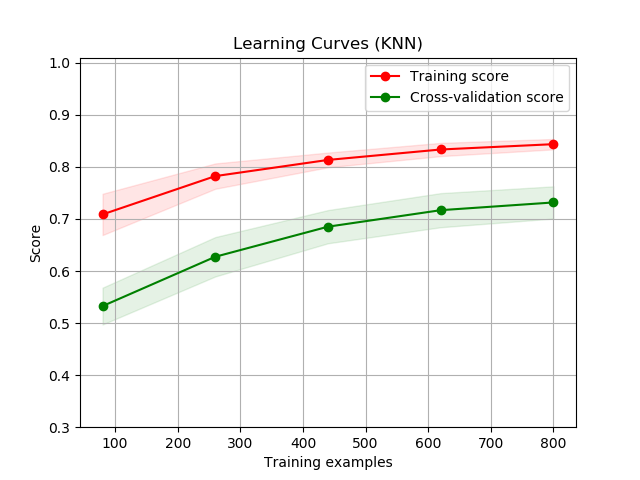 Learning Curves (KNN)
Training score
Cross-validation score
Score
1.0
0.9
0.8
0.7
0.6
0.5
0.4
0.3
100 200 300 400 500 600 700 800
Training examples